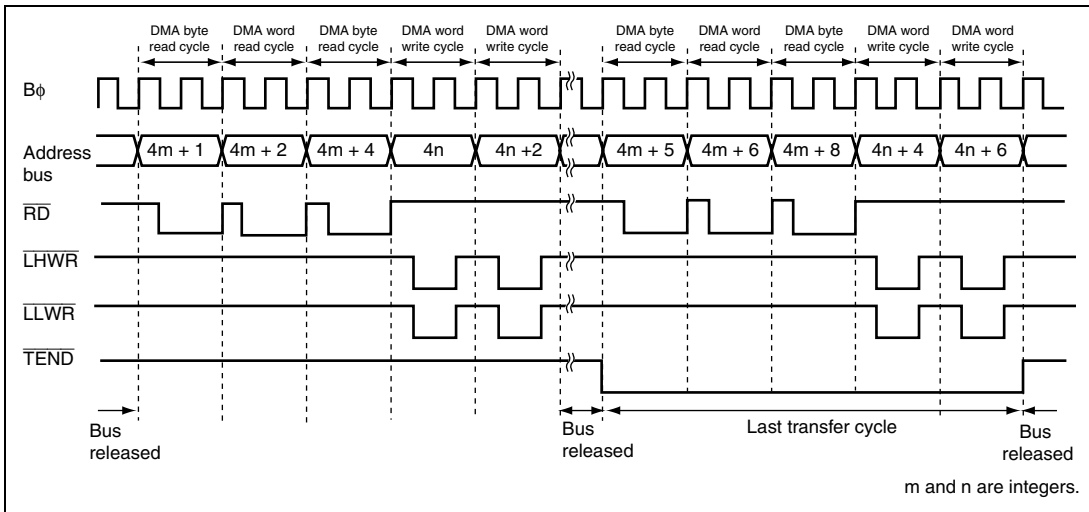 DMA byte read cycle
DMA word read cycle
DMA byte read cycle
DMA word write cycle
DMA word write cycle
DMA byte read cycle
DMA word read cycle
DMA byte read cycle
DMA word write cycle
DMA word write cycle
Bϕ
Address bus
4m + 1
4m + 2
4m + 4
4n
4n +2
4m + 5
4m + 6
4m + 8
4n + 4
4n + 6
RD
LHWR
LLWR
TEND
Bus released
Bus released
Last transfer cycle
Bus released
m and n are integers.